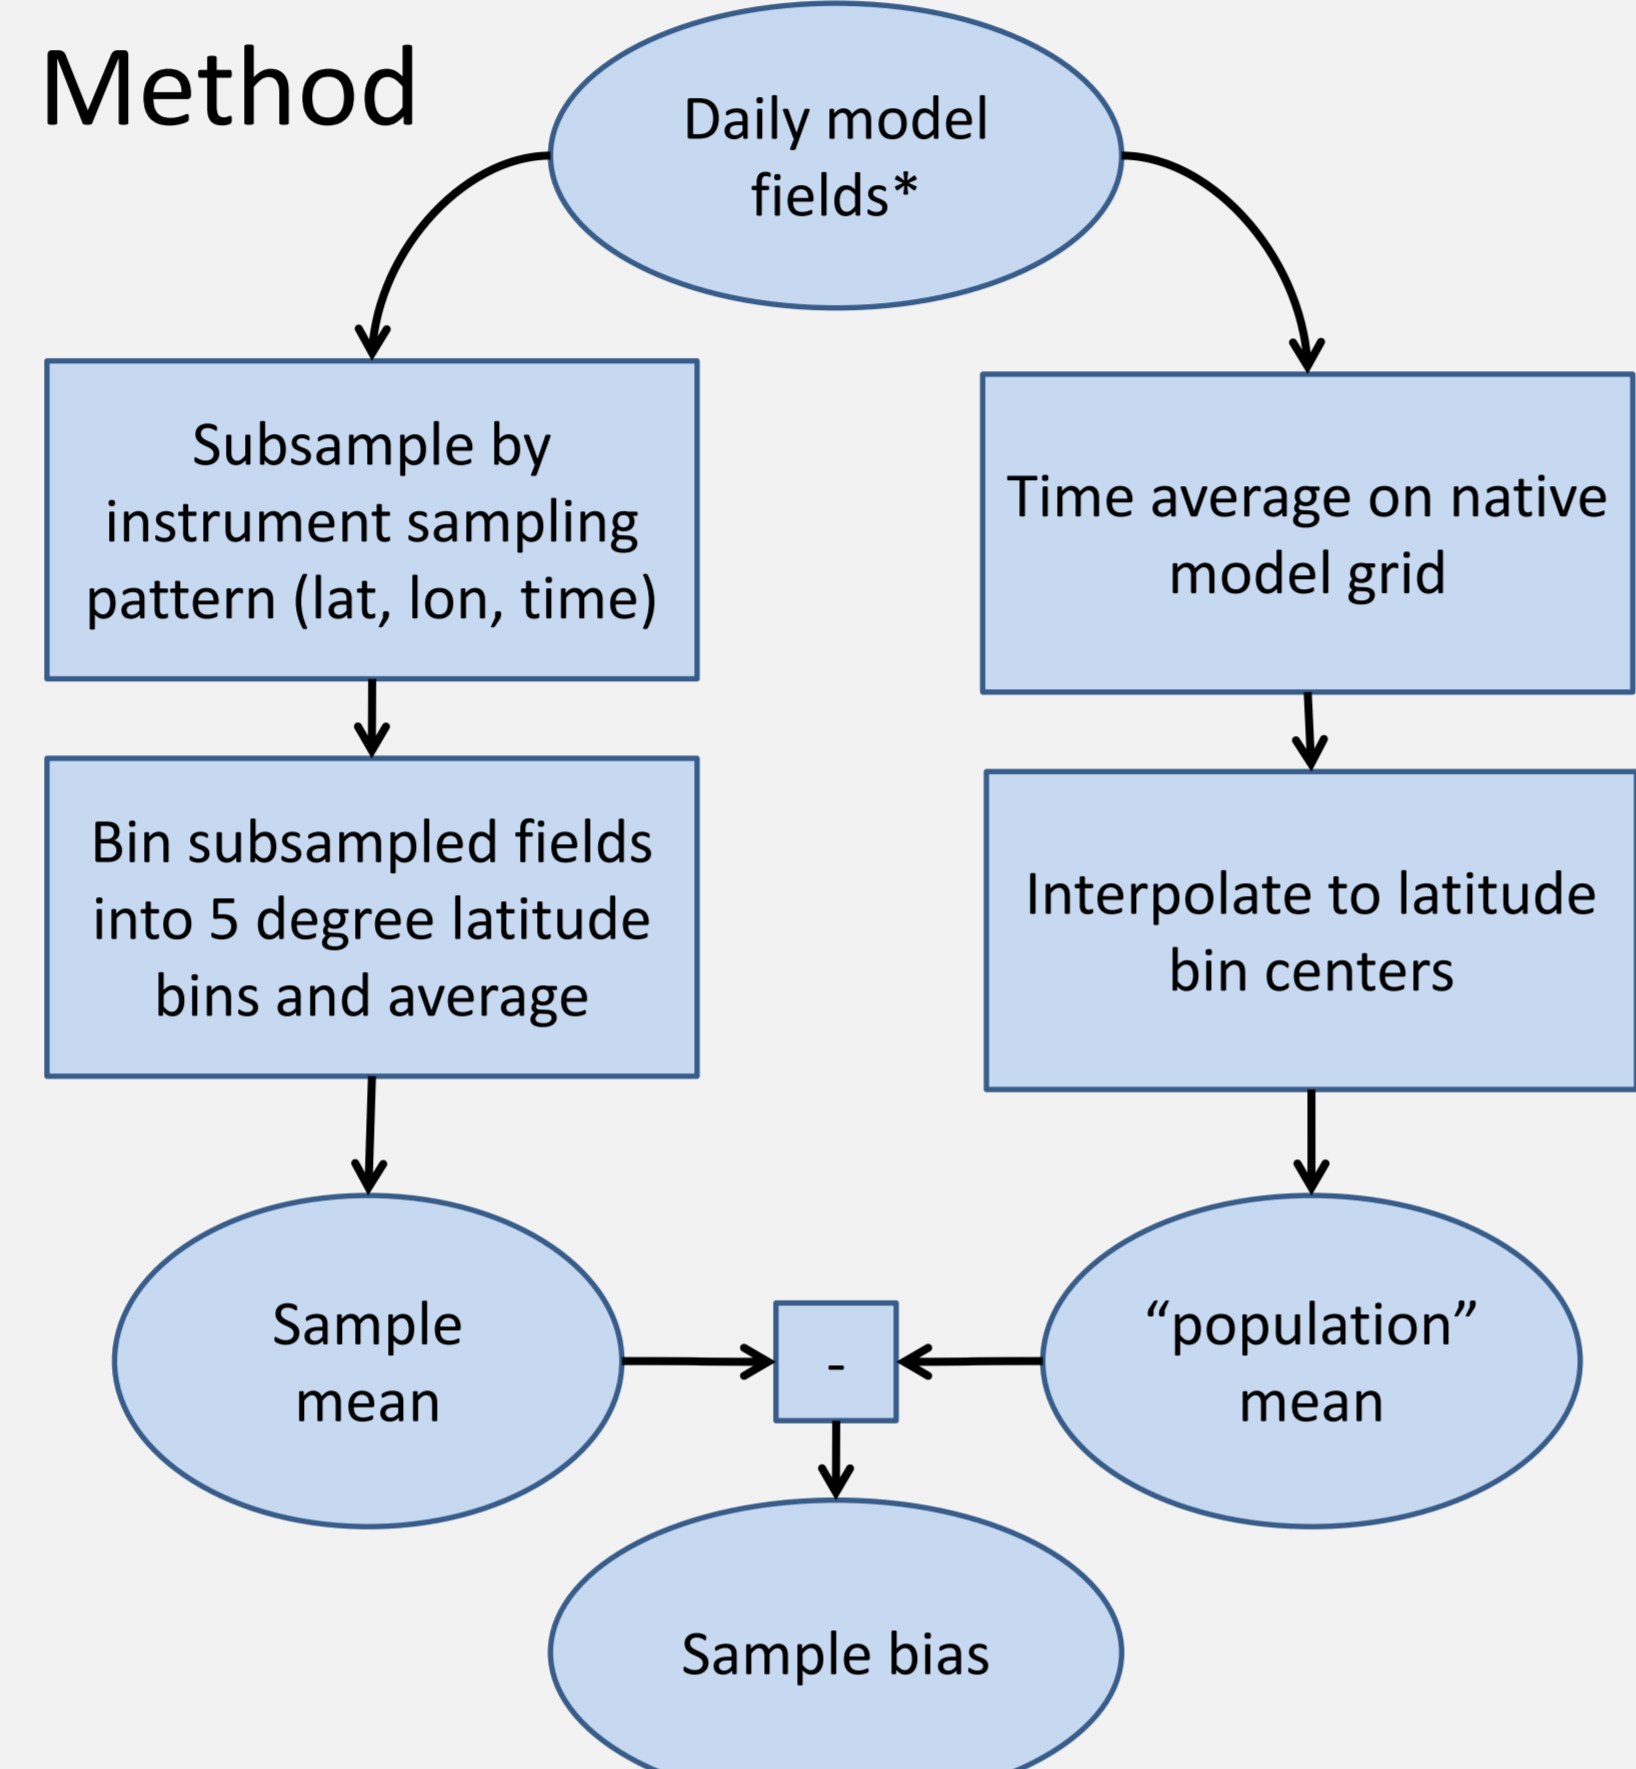 Method
Daily model
fields*
Subsample by
instrument sampling
pattern (lat, lon, time)
Time average on native
model grid
Bin subsampled fields
into 5 degree latitude
bins and average
Interpolate to latitude
bin centers
Sample
mean
-
“population”
mean
Sample bias